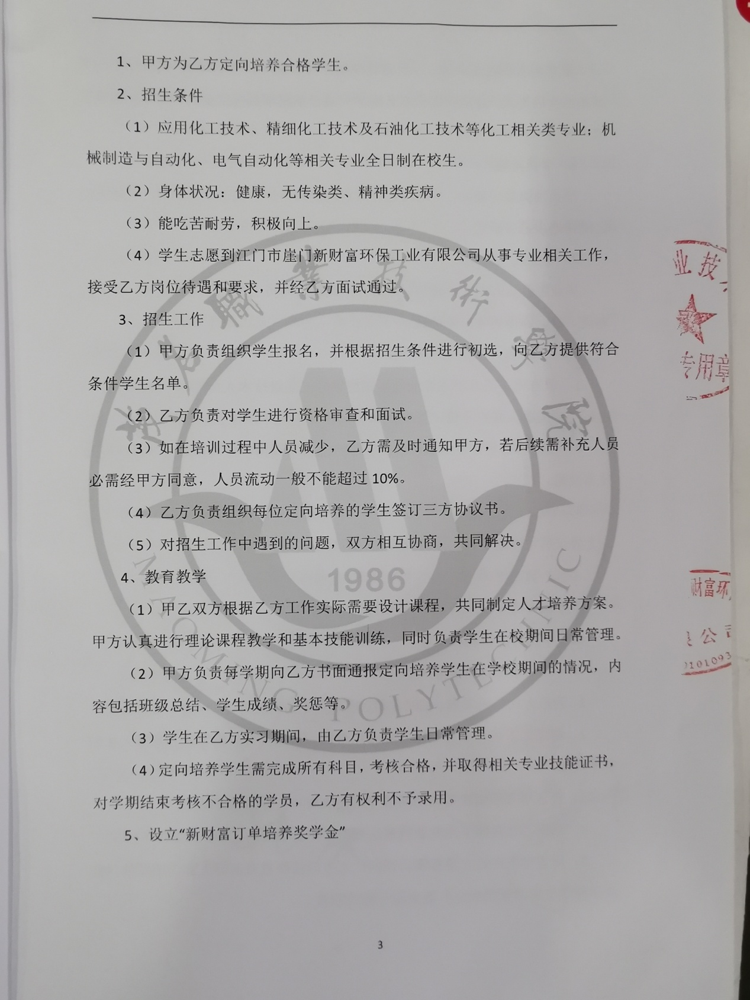 1、甲方为乙方定向培养合格学生。
2、招生条件
（1）应用化工技术、精细化工技术及石油化工技术等化工相关类专业；机
械制造与自动化、电气自动化等相关专业全日制在校生。
（2）身体状况：健康，无传染类、精神类疾病。
（3）能吃苦耐劳，积极向上。
（4）学生志愿到江门市崖门新财富环保工业有限公司从事专业相关工作，
接受乙方岗位待遇和要求，并经乙方面试通过。
3、招生工作
（1）甲方负责组织学生报名，并根据招生条件进行初选，向乙方提供符合
条件学生名单。
（2）乙方负责对学生进行资格审查和面试。
（3）如在培训过程中人员减少，乙方需及时通知甲方，若后续需补充人员
必需经甲方同意，人员流动一般不能超过 10%。
（4）乙方负责组织每位定向培养的学生签订三方协议书。
（5）对招生工作中遇到的问题，双方相互协商，共同解决。
4、教育教学
（1）甲乙双方根据乙方工作实际需要设计课程，共同制定人才培养方案。
甲方认真进行理论课程教学和基本技能训练，同时负责学生在校期间日常管理。
（2）甲方负责每学期向乙方书面通报定向培养学生在学校期间的情况，内
容包括班级总结、学生成绩、奖惩等。
（3）学生在乙方实习期间，由乙方负责学生日常管理。
（4）定向培养学生需完成所有科目，考核合格，并取得相关专业技能证书，
对学期结束考核不合格的学员，乙方有权利不予录用。
5、设立“新财富订单培养奖学金”
3
茂名職業技術學院
1986
MAOMING POLYTECHNIC
业技
专用章
财富环
公司
0101093